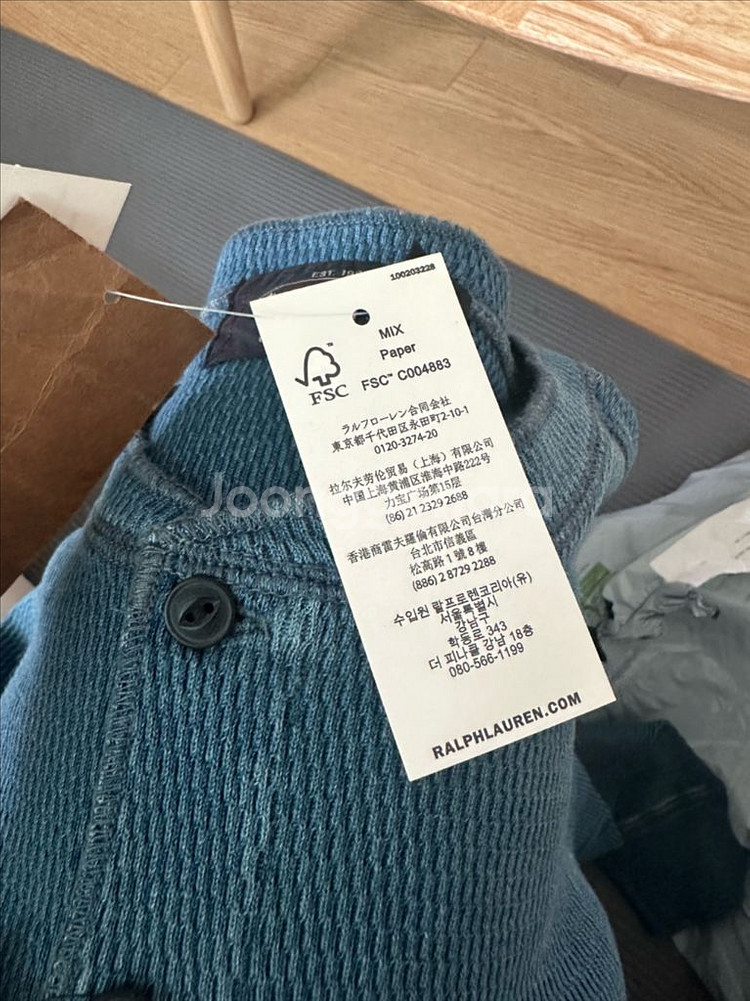 EST. 19
100203228
MIX
Paper
FSC™ C004883
FSC
ラルフローレン合同会社
東京都千代田区永田町2-10-1
0120-3274-20
拉尔夫劳伦贸易（上海）有限公司
中国上海黄浦区淮海中路222号
力宝广场第15层
(86) 21 2329 2688
香港商雷夫羅倫有限公司台灣分公司
台北市信義區
松高路 1 號 8 樓
(886) 2 8729 2288
수입원 랄프로렌코리아(유)
서울특별시
강남구
학동로 343
더 피나클 강남 18층
080-566-1199
RALPHLAUREN.COM